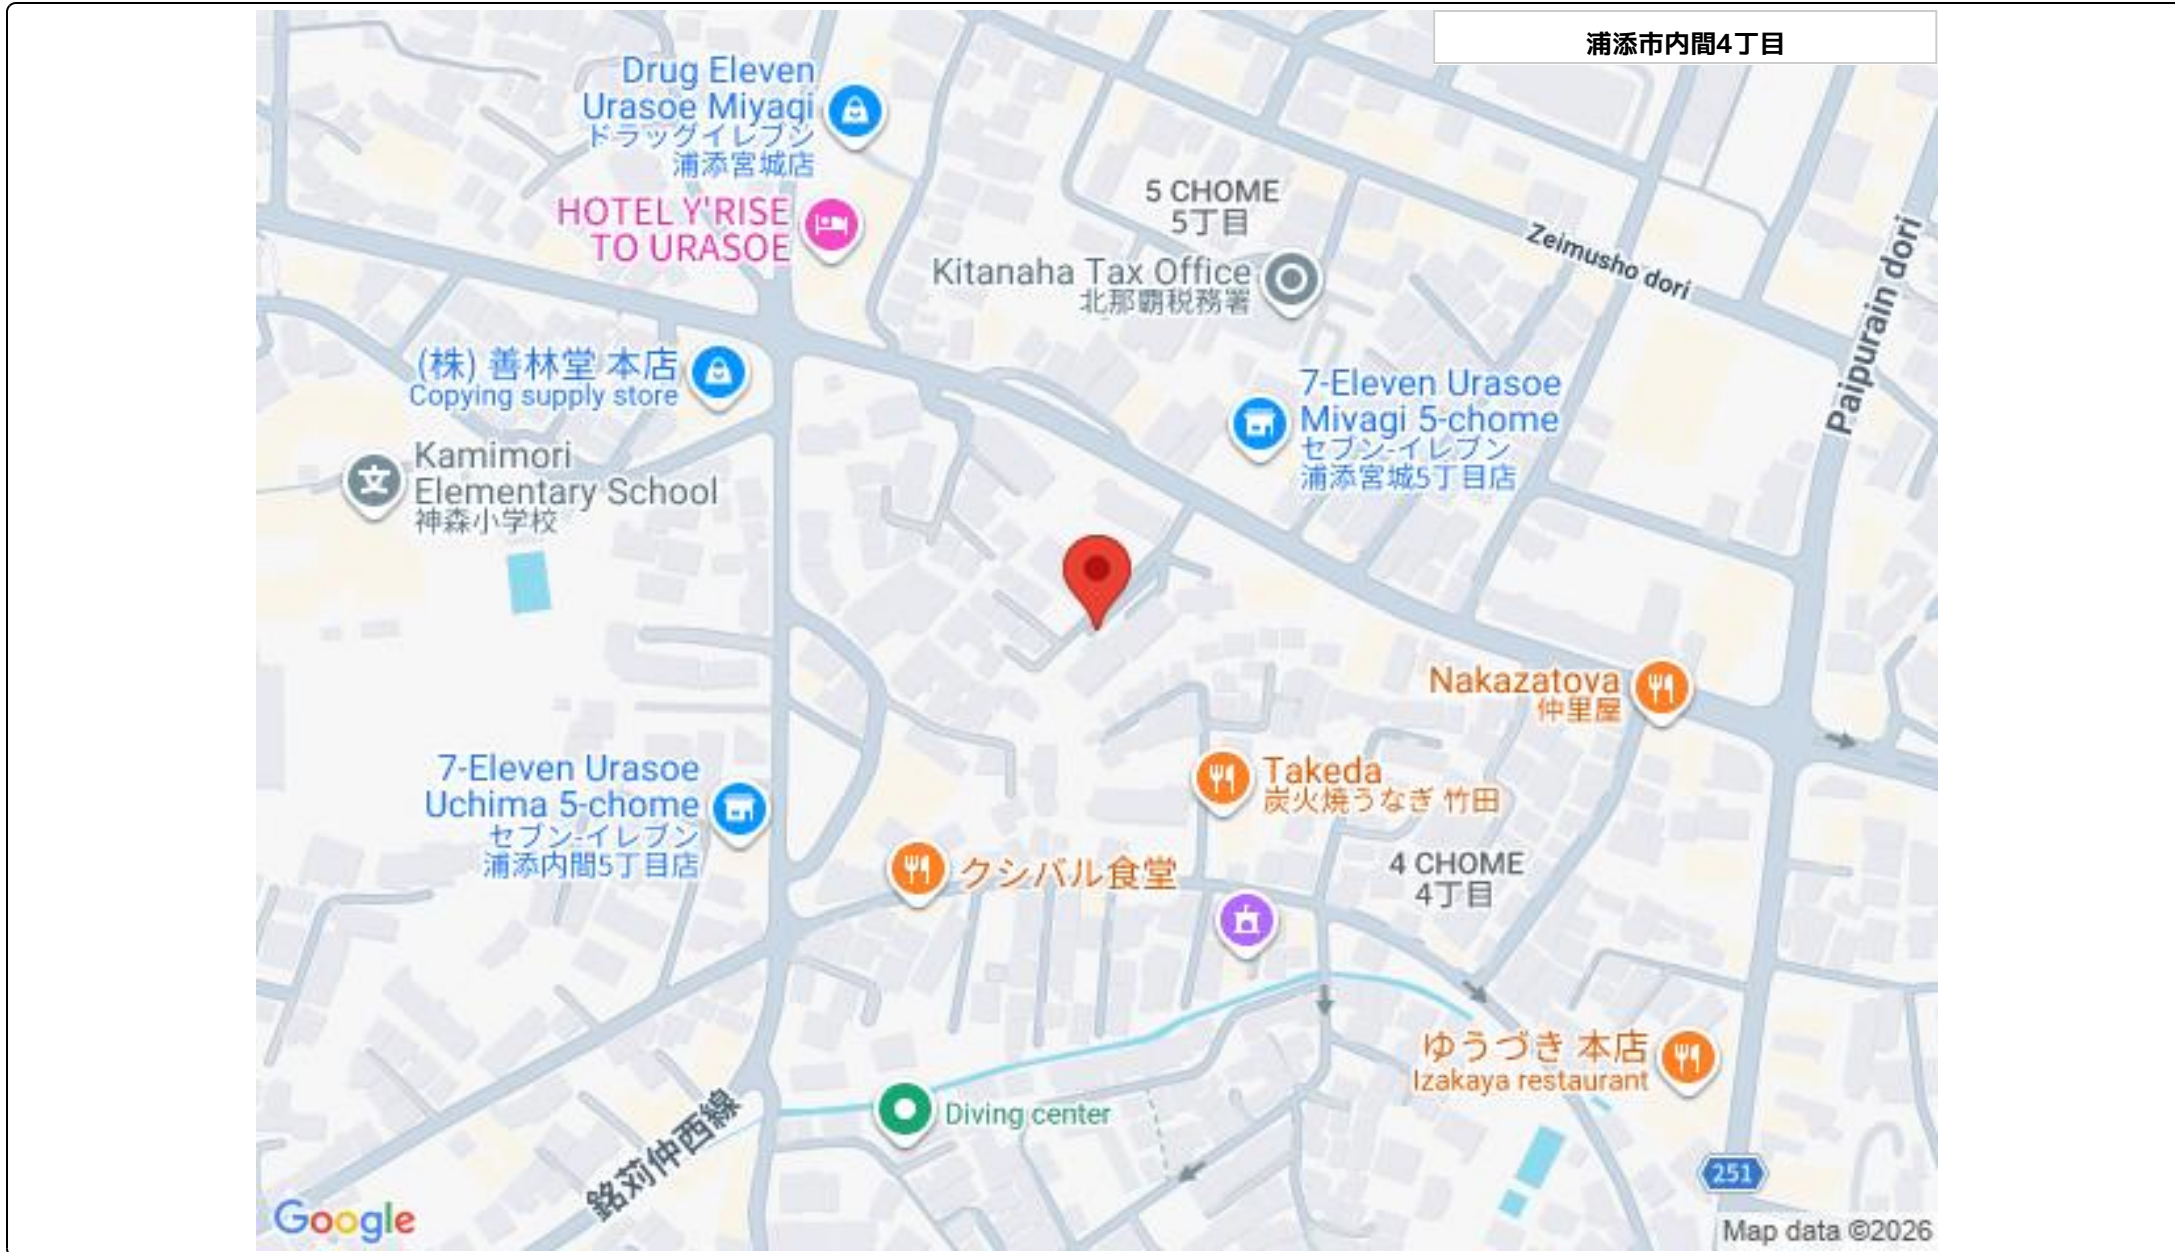 浦添市内間4丁目
Drug Eleven
Urasoe Miyagi
ドラッグイレブン
浦添宮城店
HOTEL Y'RISE
TO URASOE
5 CHOME
5丁目
Kitanaha Tax Office
北那覇税務署
Zeimusho dori
Paipurain dori
(株) 善林堂 本店
Copying supply store
7-Eleven Urasoe
Miyagi 5-chome
セブン-イレブン
浦添宮城5丁目店
Kamimori
Elementary School
神森小学校
Nakazatoya
仲里屋
7-Eleven Urasoe
Uchima 5-chome
セブン-イレブン
浦添内間5丁目店
Takeda
炭火焼うなぎ 竹田
クシバル食堂
4 CHOME
4丁目
ゆうづき 本店
Izakaya restaurant
Diving center
銘苅仲西線
251
Google
Map data ©2026